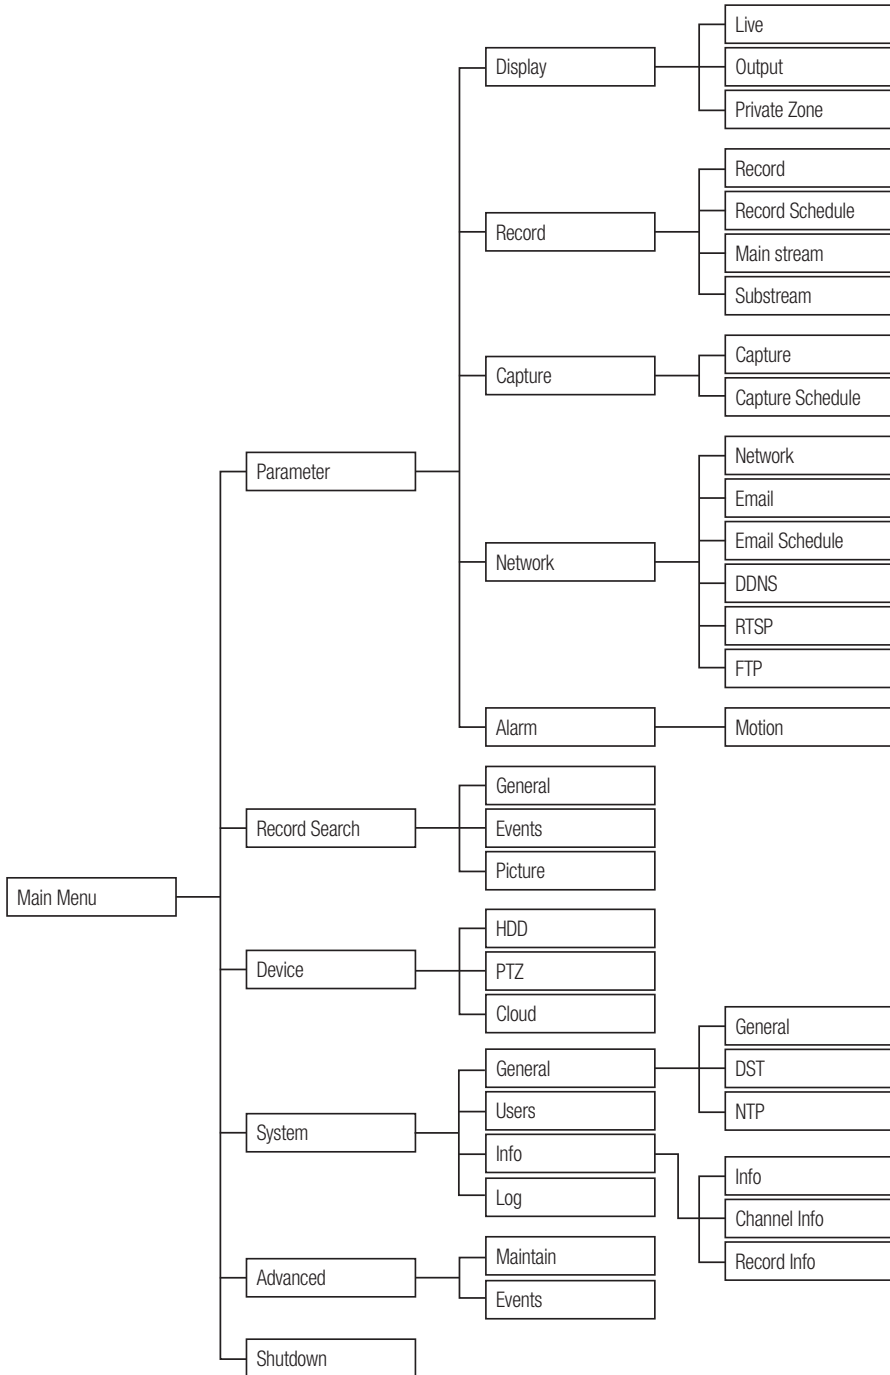 Main Menu
Parameter
Display
Live
Output
Private Zone
Record
Record
Record Schedule
Main stream
Substream
Capture
Capture
Capture Schedule
Network
Network
Email
Email Schedule
DDNS
RTSP
FTP
Alarm
Motion
Record Search
General
Events
Picture
Device
HDD
PTZ
Cloud
System
General
General
DST
NTP
Users
Info
Info
Channel Info
Record Info
Log
Advanced
Maintain
Events
Shutdown